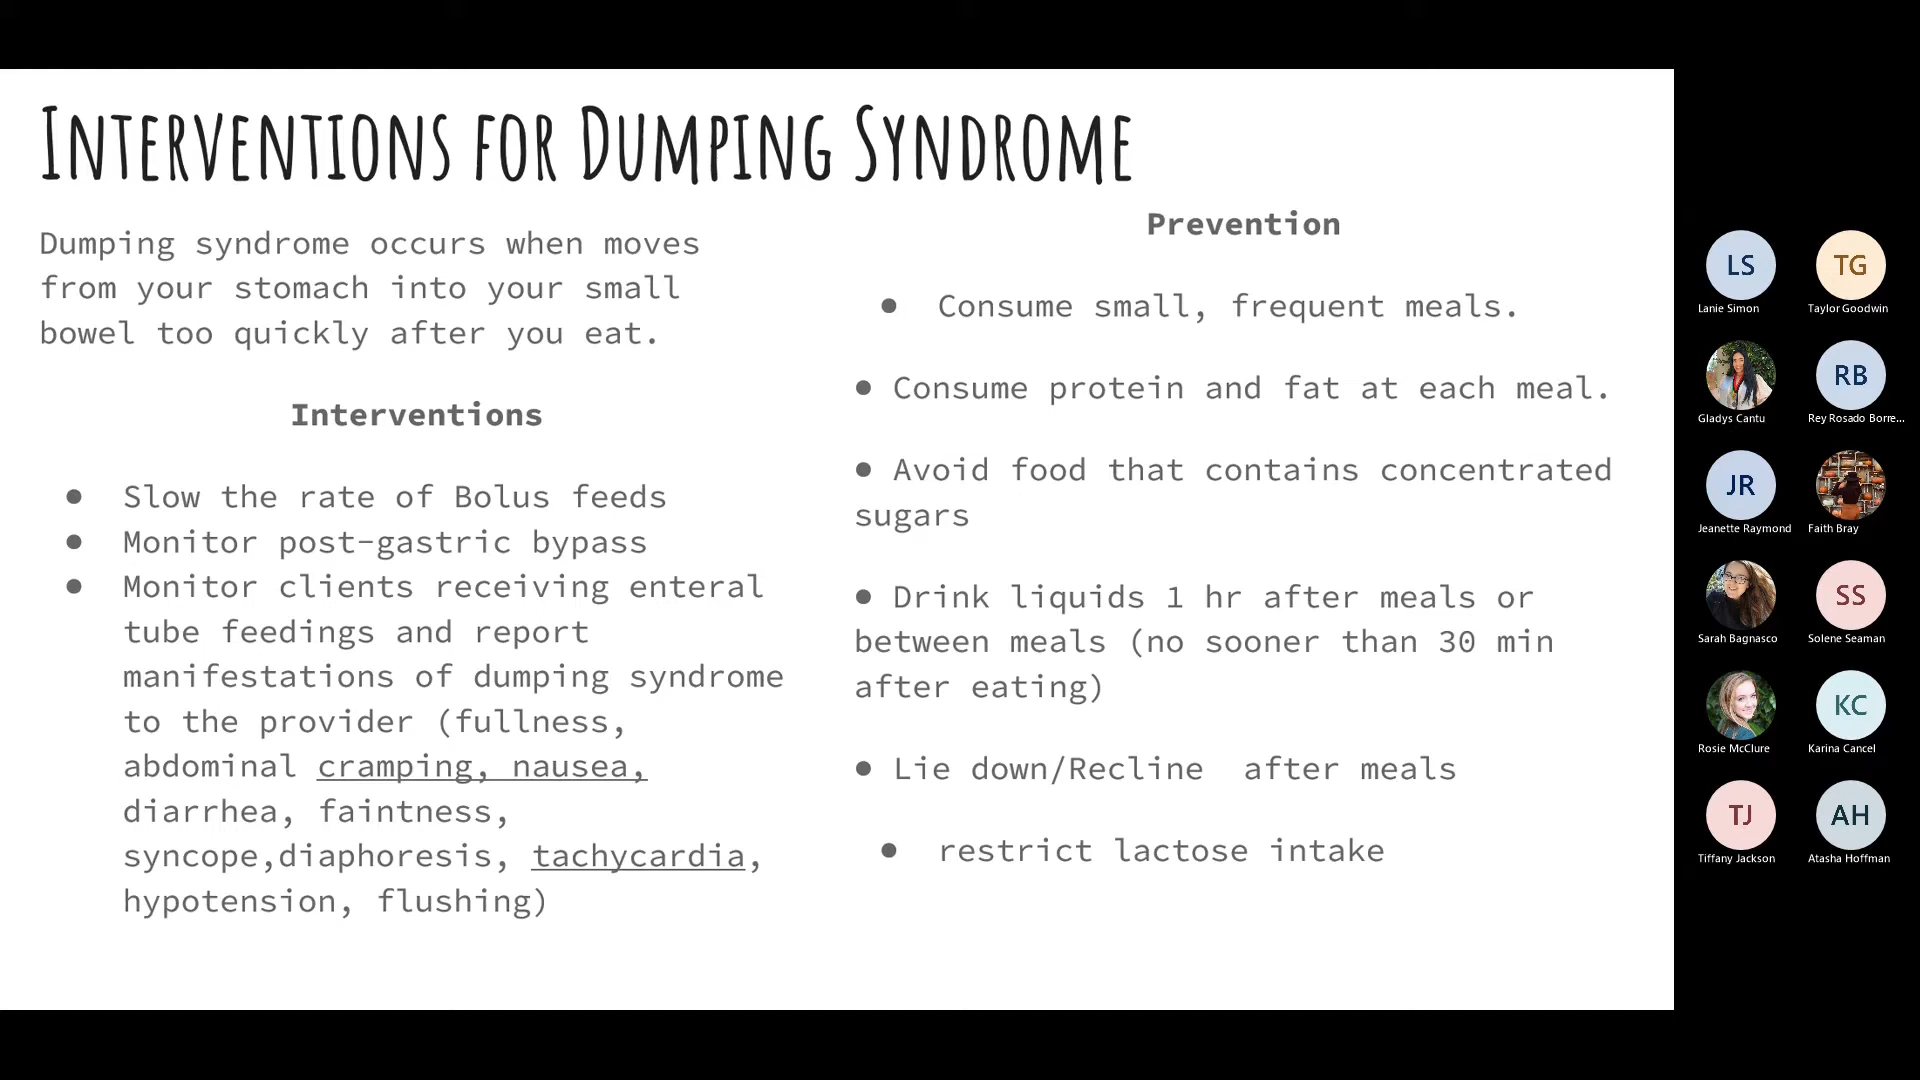 Interventions for Dumping Syndrome
Dumping syndrome occurs when moves
from your stomach into your small
bowel too quickly after you eat.
Interventions
● Slow the rate of Bolus feeds
● Monitor post-gastric bypass
● Monitor clients receiving enteral
tube feedings and report
manifestations of dumping syndrome
to the provider (fullness,
abdominal cramping, nausea,
diarrhea, faintness,
syncope,diaphoresis, tachycardia,
hypotension, flushing)
Prevention
● Consume small, frequent meals.
● Consume protein and fat at each meal.
● Avoid food that contains concentrated
sugars
● Drink liquids 1 hr after meals or
between meals (no sooner than 30 min
after eating)
● Lie down/Recline after meals
● restrict lactose intake
LS
TG
Lanie Simon
Taylor Goodwin
RB
Gladys Cantu
Rey Rosado Borre...
JR
Jeanette Raymond
Faith Bray
SS
Sarah Bagnasco
Solene Seaman
KC
Rosie McClure
Karina Cancel
TJ
AH
Tiffany Jackson
Atasha Hoffman